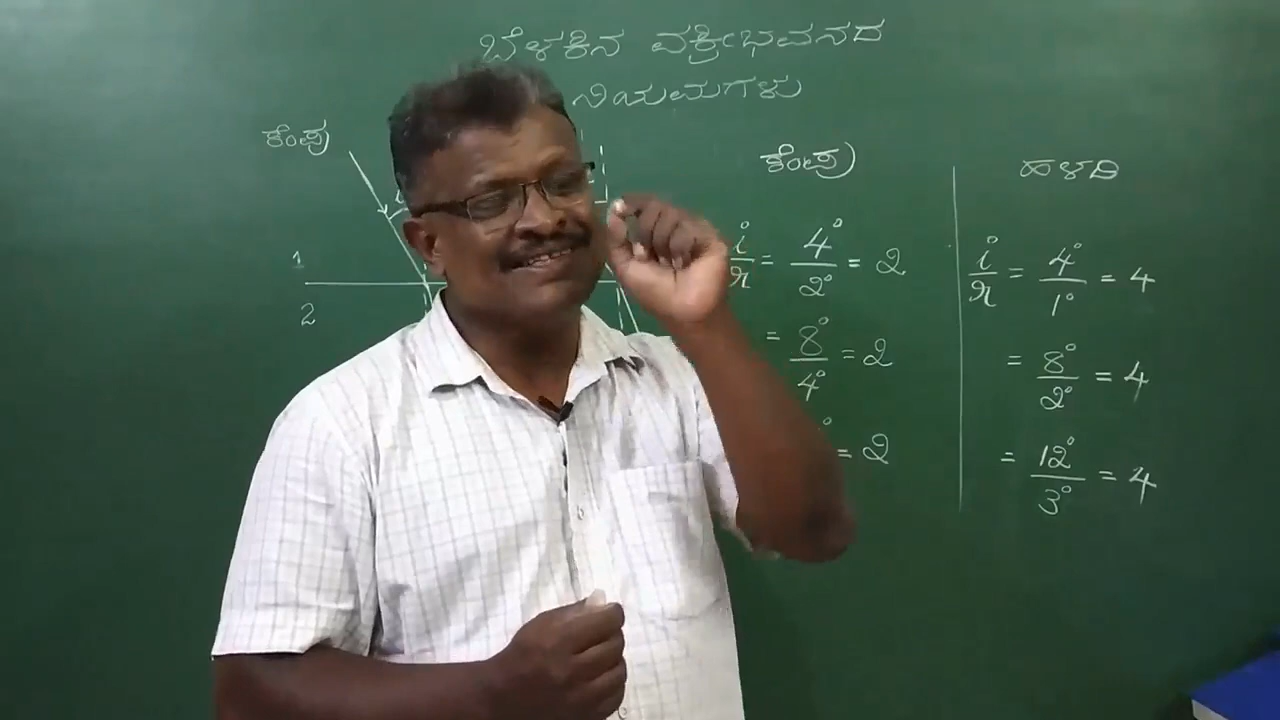 ಬೆಳಕಿನ ವಕ್ರೀಭವನದ
ನಿಯಮಗಳು
ಕೆಂಪು
1
2
ಕೆಂಪು
i/r = 4°/2° = 2
= 8°/4° = 2
= 2
ಹಳದಿ
i/r = 4°/1° = 4
= 8°/2° = 4
= 12°/3° = 4